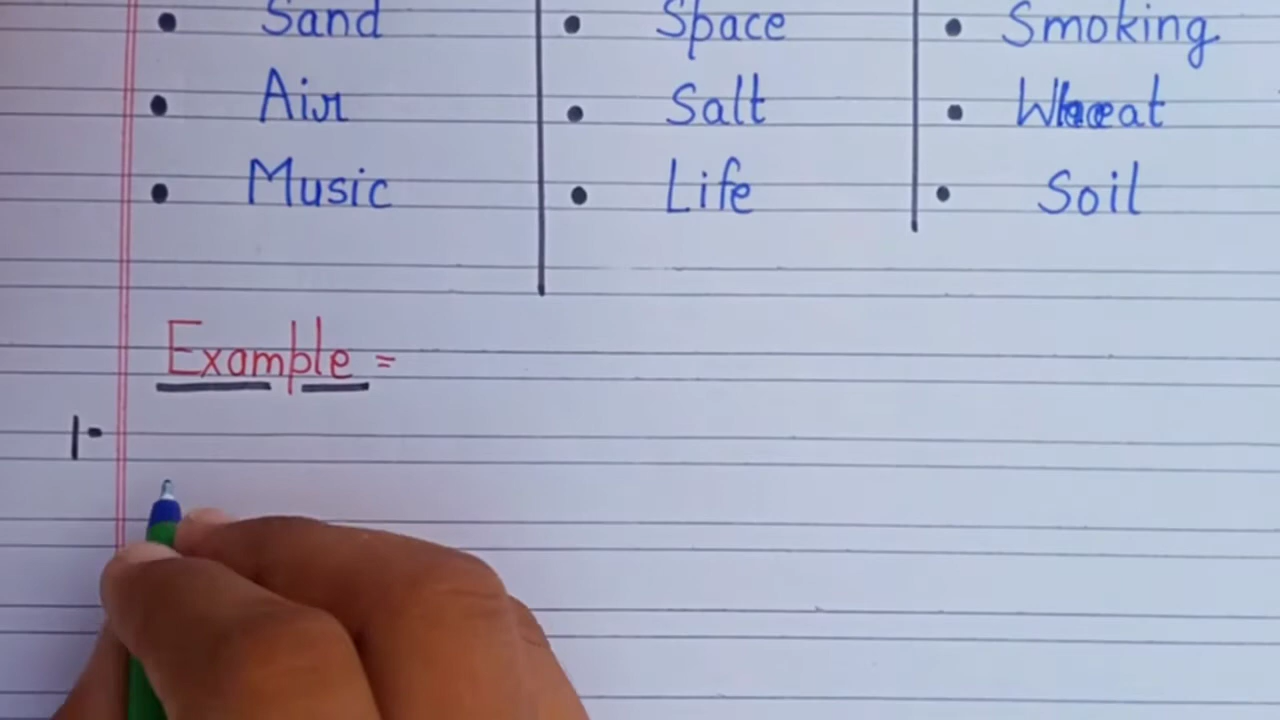 • Sand • Space • Smoking
• Air • Salt • Wheat
• Music • Life • Soil
Example =
1.